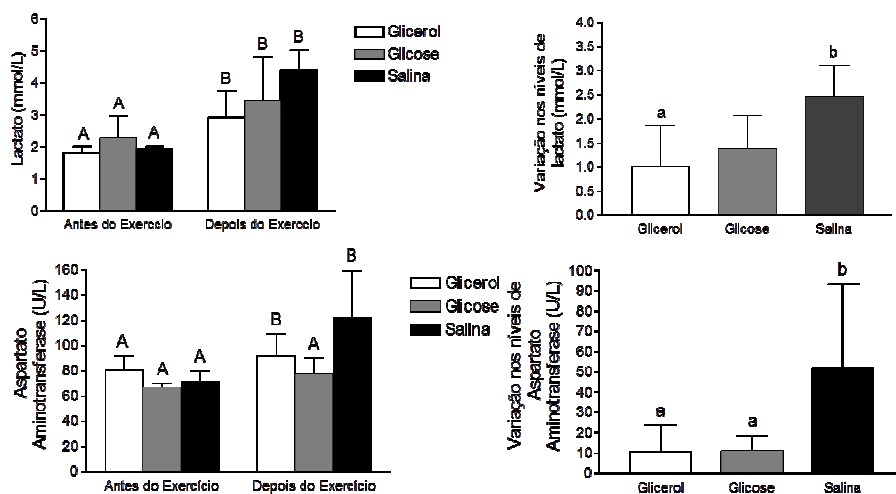 Lactato (mmol/L)
6
5
4
3
2
1
0
A
A
A
B
B
B
Glicerol
Glicose
Salina
Antes do Exerccio
Depois do Exerccio
Variação nos níveis de
lactato (mmol/L)
4.0
3.5
3.0
2.5
2.0
1.5
1.0
0.5
0.0
a
b
Glicerol
Glicose
Salina
Aspartato
Aminotransferase (U/L)
160
140
120
100
80
60
40
20
0
A
A
A
B
A
B
Glicerol
Glicose
Salina
Antes do Exercício
Depois do Exercício
Variação nos níveis de
Aspartato
Aminotransferase (U/L)
100
90
80
70
60
50
40
30
20
10
0
a
a
b
Glicerol
Glicose
Salina